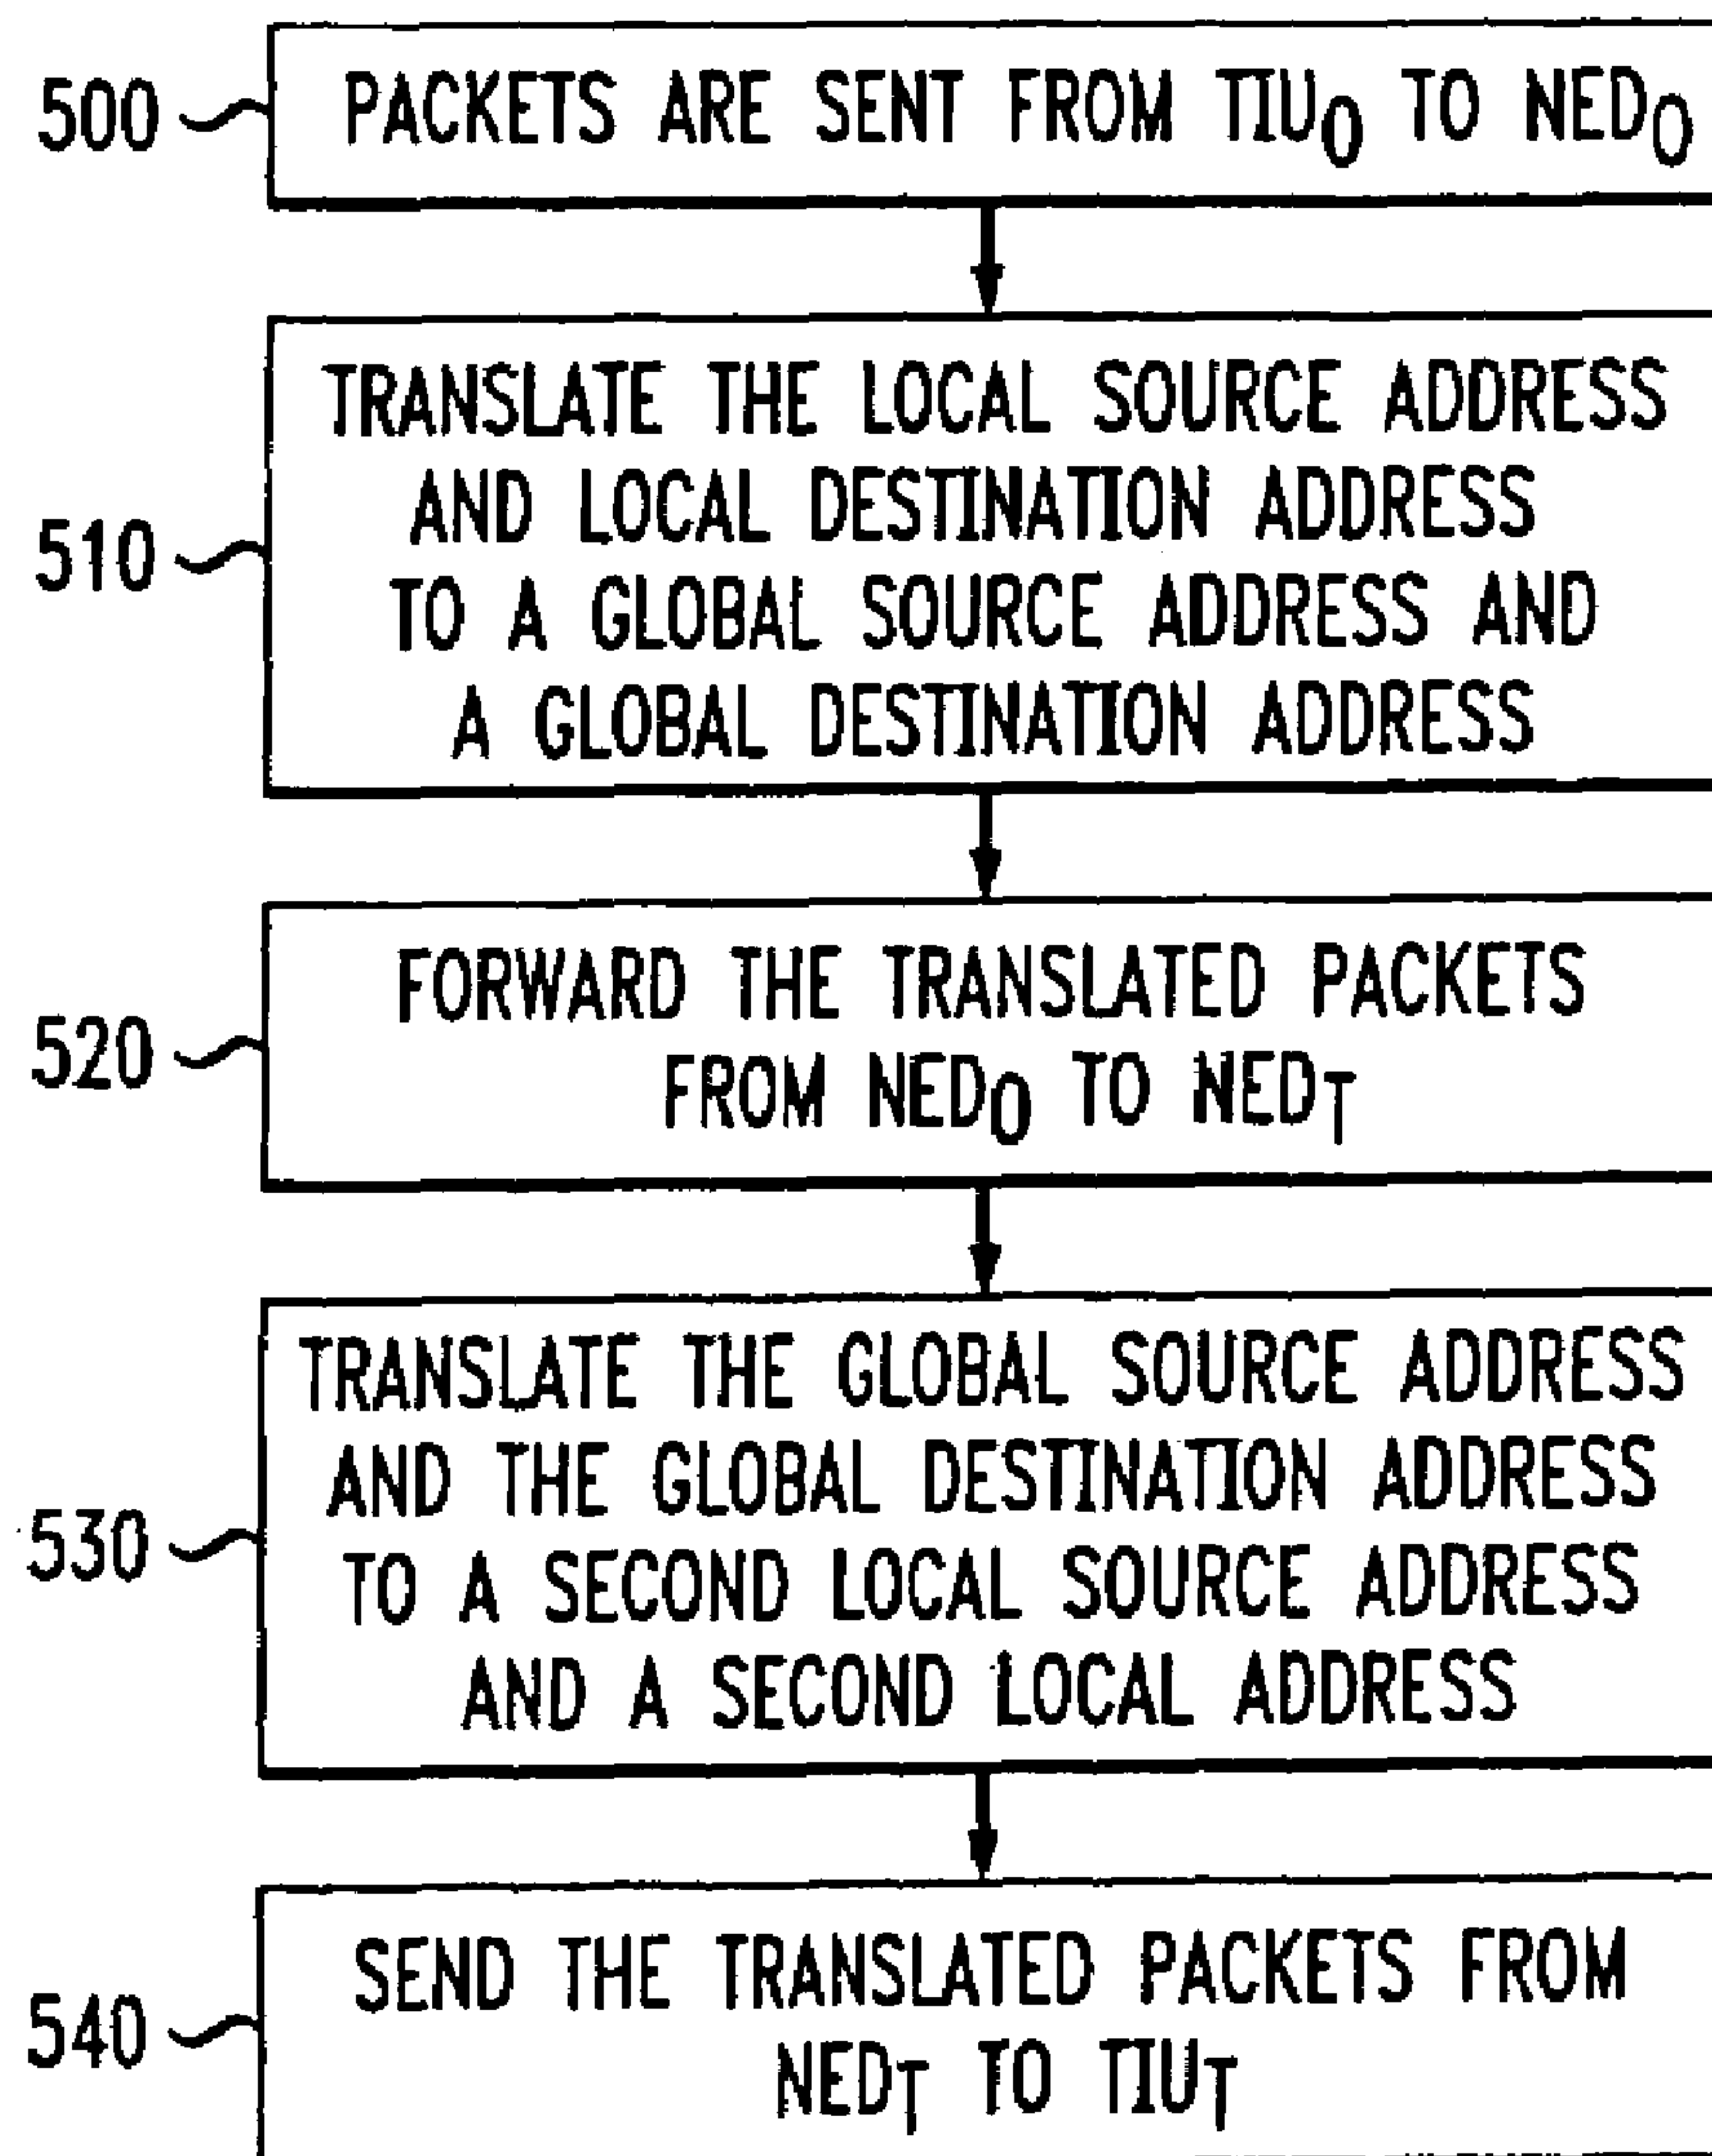 500 PACKETS ARE SENT FROM TIU₀ TO NED₀
TRANSLATE THE LOCAL SOURCE ADDRESS
AND LOCAL DESTINATION ADDRESS
510
TO A GLOBAL SOURCE ADDRESS AND
A GLOBAL DESTINATION ADDRESS
FORWARD THE TRANSLATED PACKETS
520
FROM NED₀ TO NEDT
TRANSLATE THE GLOBAL SOURCE ADDRESS
AND THE GLOBAL DESTINATION ADDRESS
530
TO A SECOND LOCAL SOURCE ADDRESS
AND A SECOND LOCAL ADDRESS
SEND THE TRANSLATED PACKETS FROM
540
NEDT TO TIUT